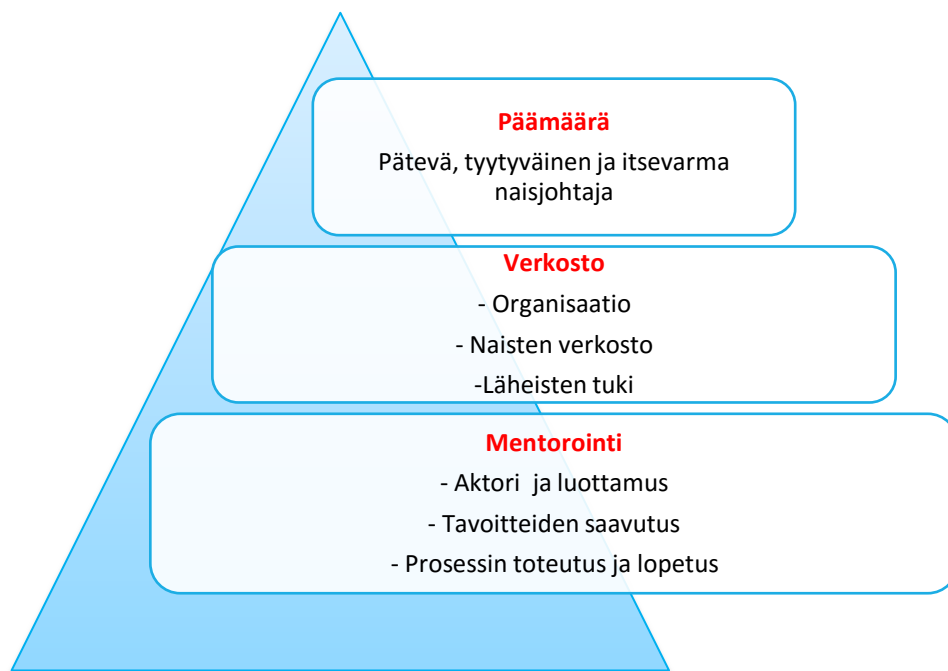 Päämäärä
Pätevä, tyytyväinen ja itsevarma
naisjohtaja
Verkosto
- Organisaatio
- Naisten verkosto
-Läheisten tuki
Mentorointi
- Aktori  ja luottamus
- Tavoitteiden saavutus
- Prosessin toteutus ja lopetus